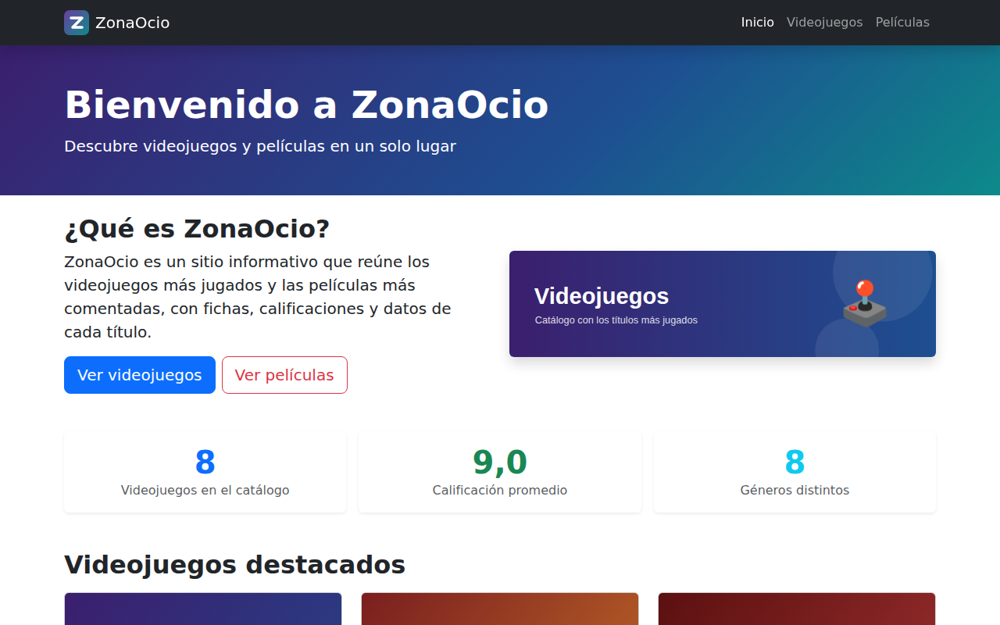 ZonaOcio
Inicio Videojuegos Películas
Bienvenido a ZonaOcio
Descubre videojuegos y películas en un solo lugar
¿Qué es ZonaOcio?
ZonaOcio es un sitio informativo que reúne los
videojuegos más jugados y las películas más
comentadas, con fichas, calificaciones y datos de
cada título.
Ver videojuegos Ver películas
Videojuegos
Catálogo con los títulos más jugados
8
Videojuegos en el catálogo
9,0
Calificación promedio
8
Géneros distintos
Videojuegos destacados